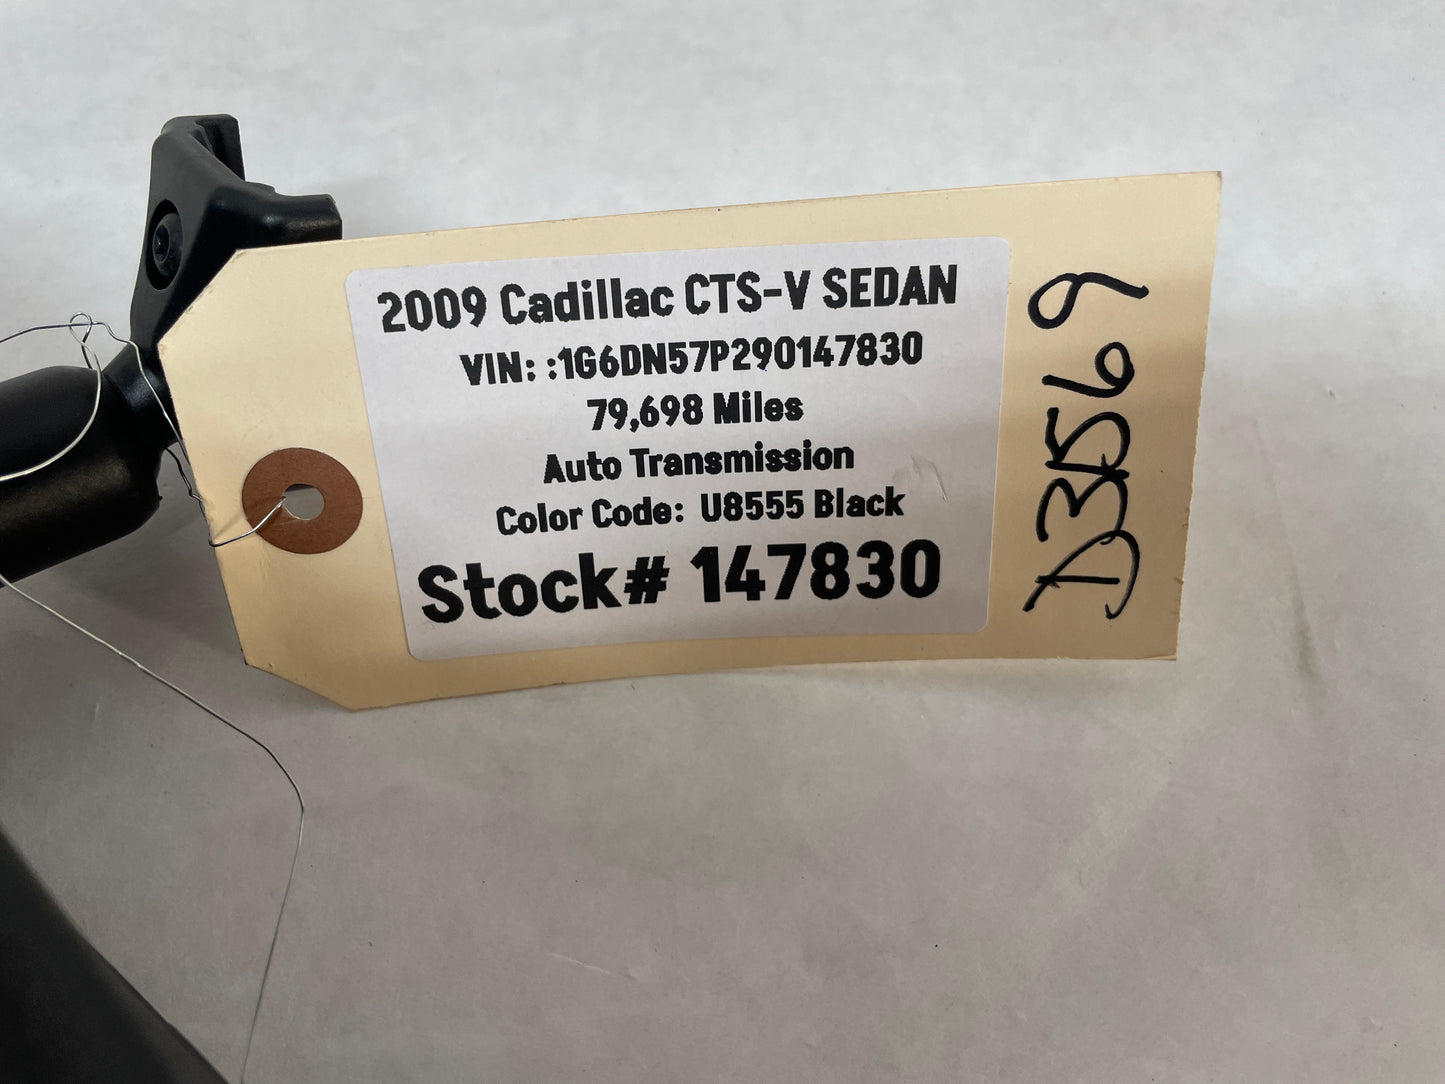 2009 Cadillac CTS-V SEDAN
VIN: :1G6DN57P290147830
79,698 Miles
Auto Transmission
Color Code: U8555 Black
Stock# 147830
D3569